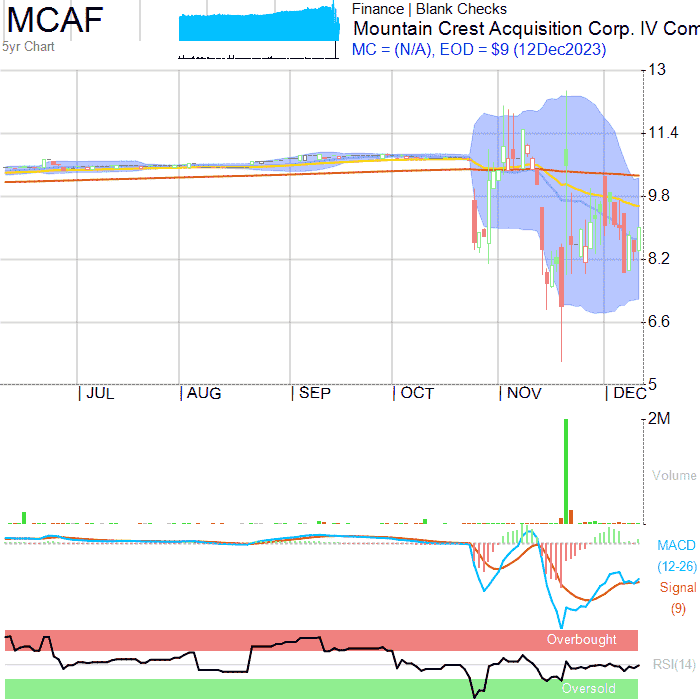 MCAF
5yr Chart
Finance | Blank Checks
Mountain Crest Acquisition Corp. IV Com
MC = (N/A), EOD = $9 (12Dec2023)
13
11.4
9.8
8.2
6.6
5
| JUL | AUG | SEP | OCT | NOV | DEC
2M
Volume
MACD
(12-26)
Signal
(9)
Overbought
RSI(14)
Oversold